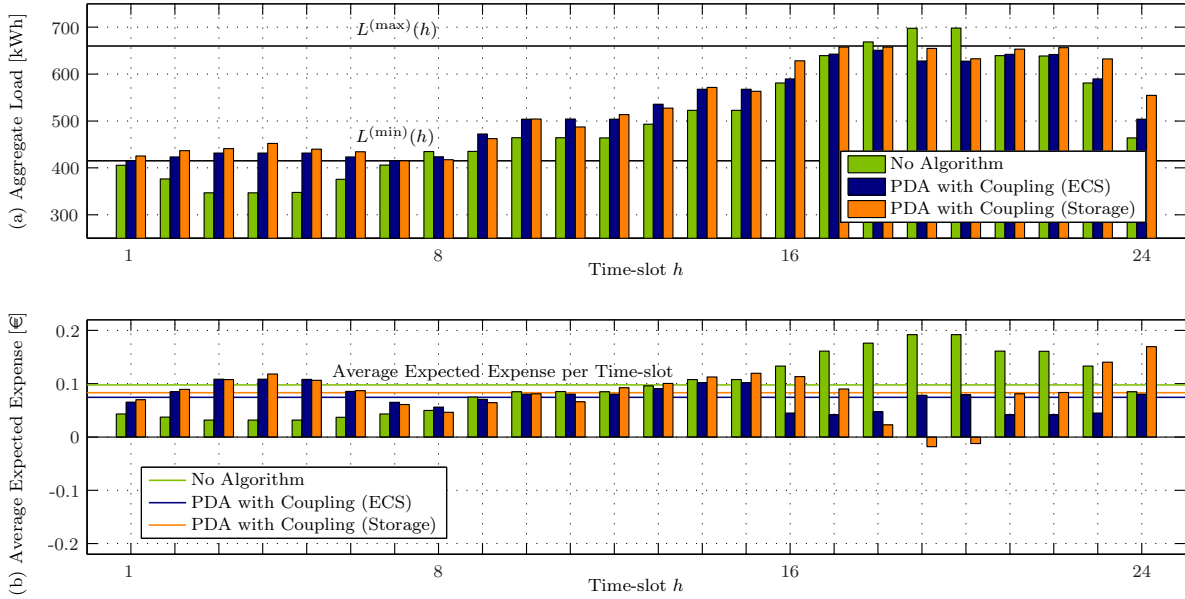 (a) Aggregate Load [kWh]
700
600
500
400
300
L^(max)(h)
L^(min)(h)
No Algorithm
PDA with Coupling (ECS)
PDA with Coupling (Storage)
1
8
16
24
Time-slot h
(b) Average Expected Expense [€]
0.2
0.1
0
-0.1
-0.2
Average Expected Expense per Time-slot
No Algorithm
PDA with Coupling (ECS)
PDA with Coupling (Storage)
1
8
16
24
Time-slot h